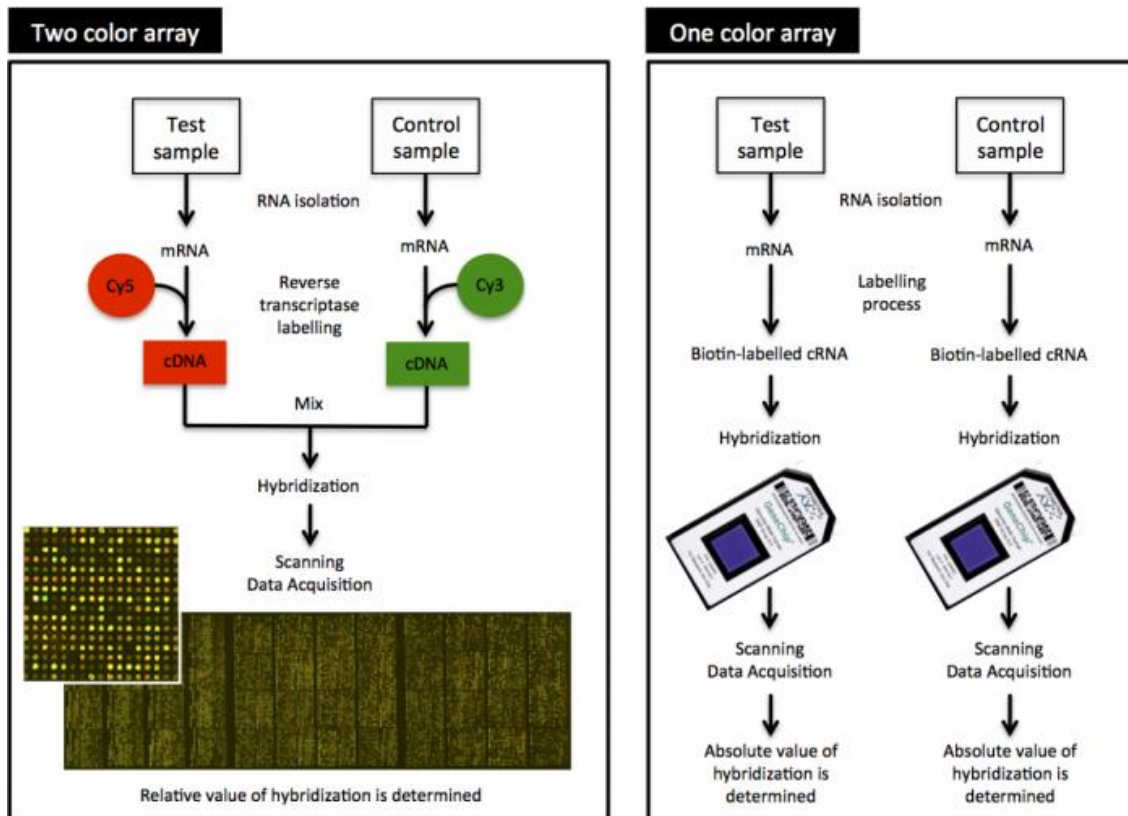 Two color array
Test
sample
Control
sample
RNA isolation
mRNA
mRNA
Cy5
Reverse
transcriptase
labelling
Cy3
cDNA
cDNA
Mix
Hybridization
Scanning
Data Acquisition
Relative value of hybridization is determined
One color array
Test
sample
Control
sample
RNA isolation
mRNA
mRNA
Labelling
process
Biotin-labelled cRNA
Biotin-labelled cRNA
Hybridization
Hybridization
GeneChip
GeneChip
Scanning
Data Acquisition
Scanning
Data Acquisition
Absolute value of
hybridization is
determined
Absolute value of
hybridization is
determined